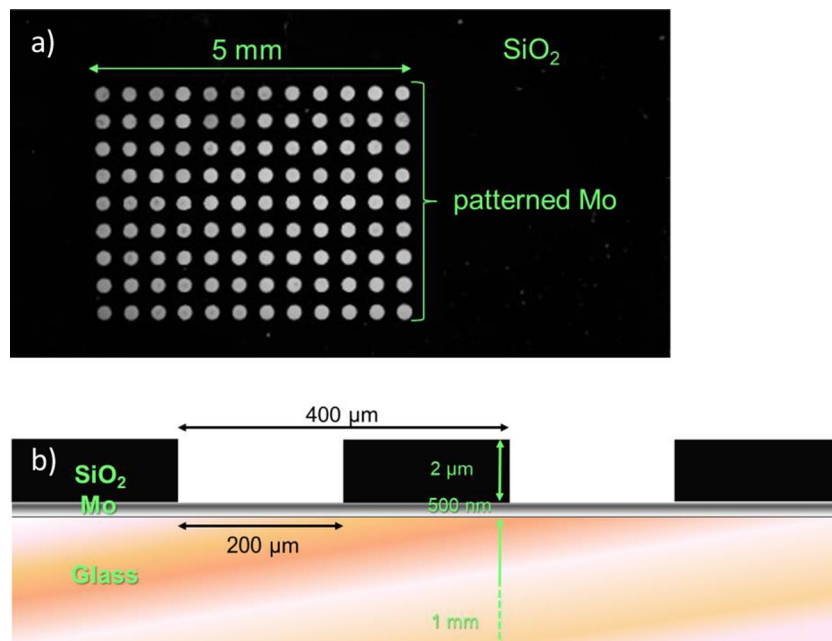 a)
5 mm
SiO₂
patterned Mo
400 µm
b)
SiO₂
2 µm
Mo
500 nm
200 µm
Glass
1 mm